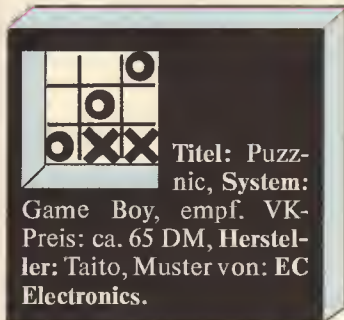 Titel: Puzz-
nic, System:
Game Boy, empf. VK-
Preis: ca. 65 DM, Herstel-
ler: Taito, Muster von: EC
Electronics.